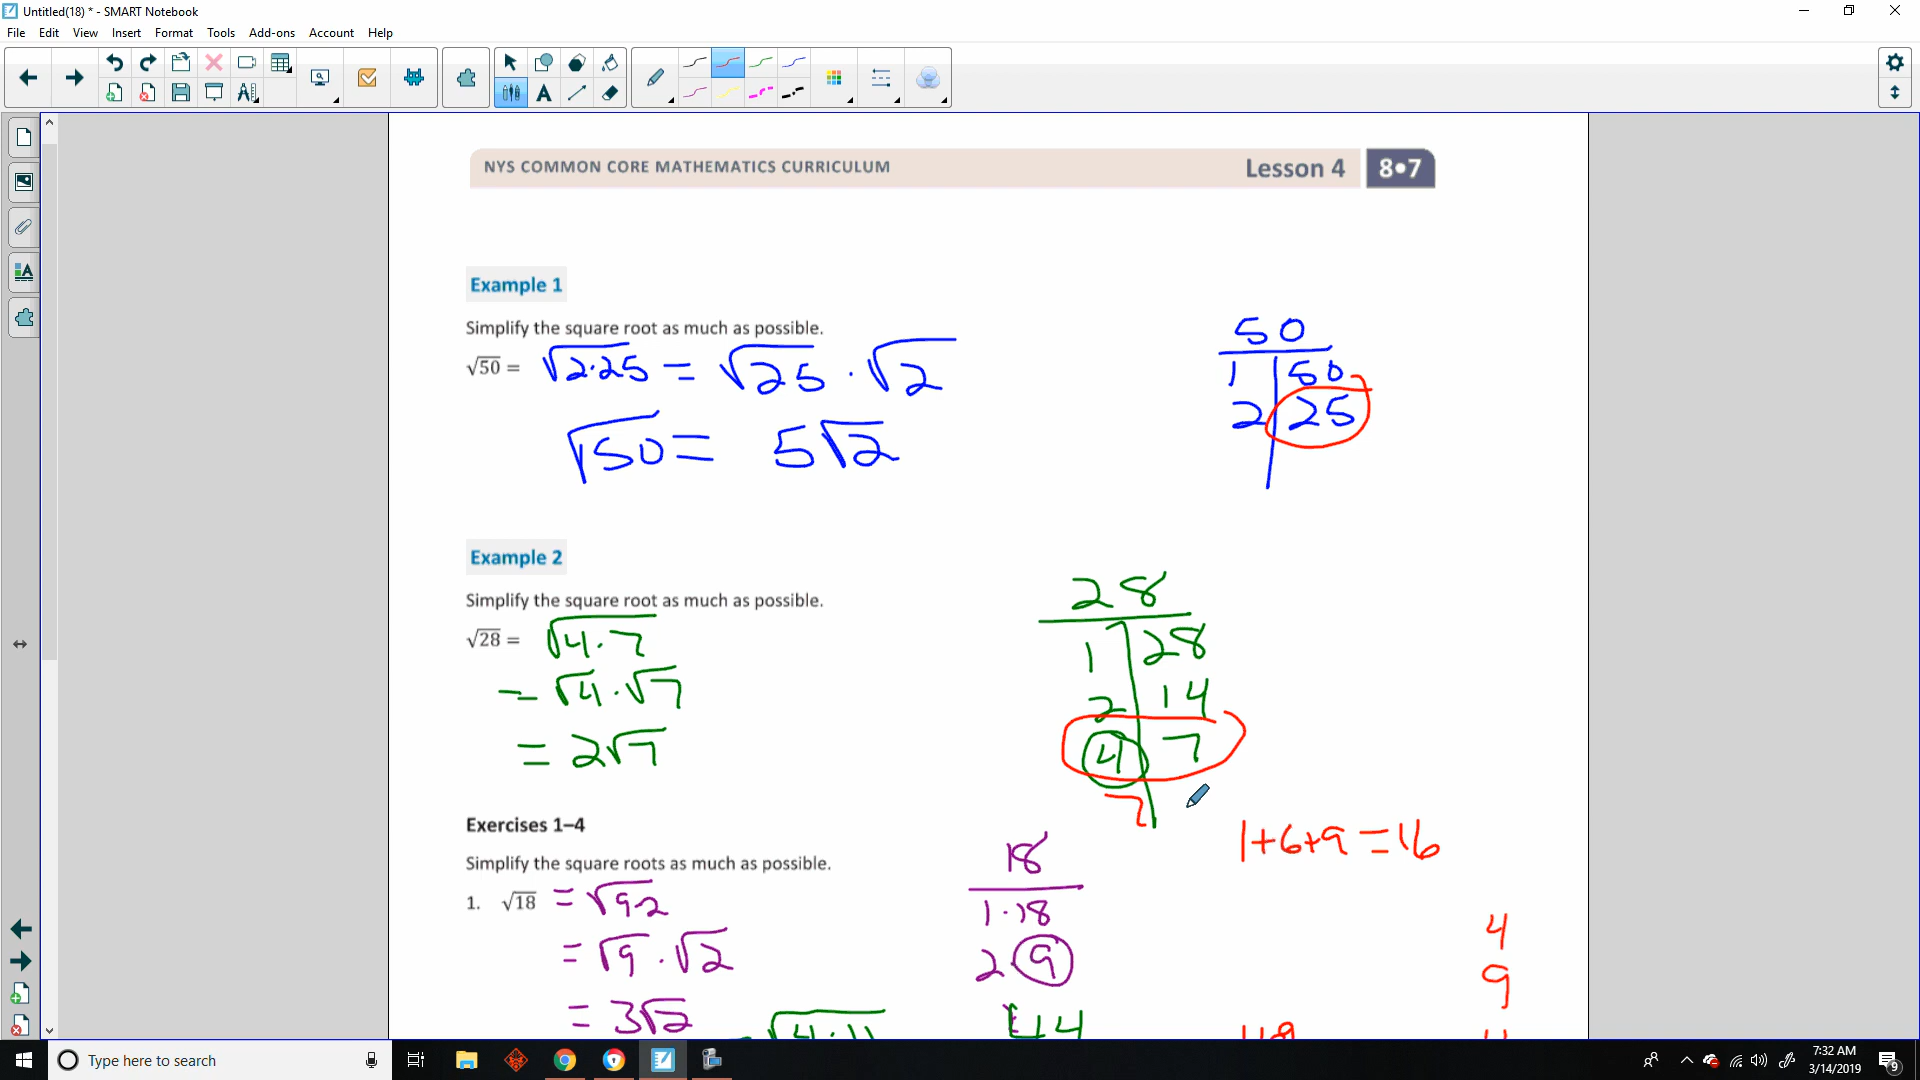 Untitled(18) * - SMART Notebook
File Edit View Insert Format Tools Add-ons Account Help
NYS COMMON CORE MATHEMATICS CURRICULUM Lesson 4 8•7
Example 1
Simplify the square root as much as possible.
√50 = √2·25 = √25 · √2
√50 = 5√2
50
1 | 50
2 | 25
Example 2
Simplify the square root as much as possible.
√28 = √4·7
= √4 · √7
= 2√7
28
1 | 28
2 | 14
4 | 7
7
Exercises 1–4
Simplify the square roots as much as possible.
1. √18 = √9·2
= √9 · √2
= 3√2
18
1·18
2 9
44
1+6+9 =16
4
9
√4·11
49
Type here to search
7:32 AM
3/14/2019
9